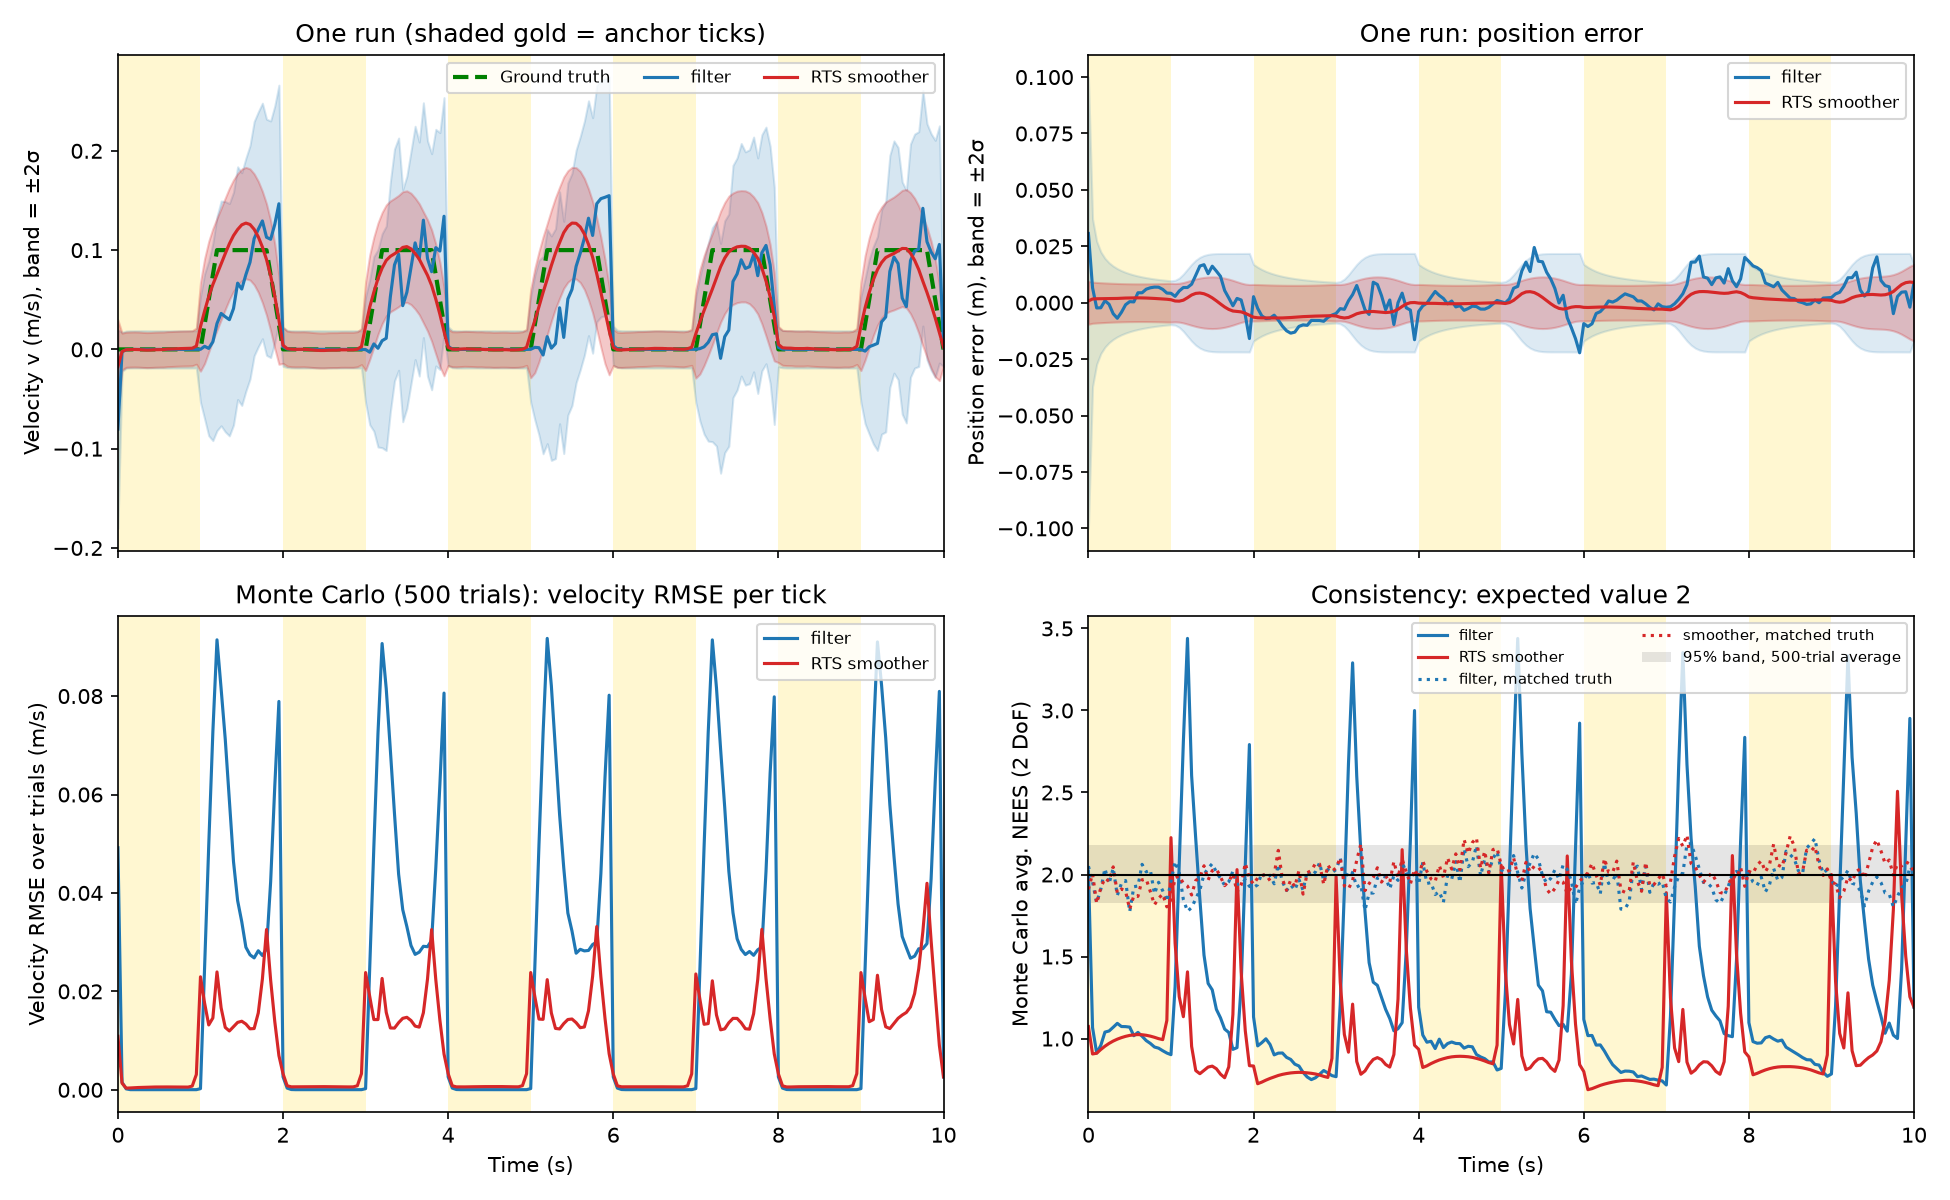 One run (shaded gold = anchor ticks)
Ground truth filter RTS smoother
Velocity v (m/s), band = ±2σ
0.2
0.1
0.0
−0.1
−0.2
One run: position error
filter
RTS smoother
Position error (m), band = ±2σ
0.100
0.075
0.050
0.025
0.000
−0.025
−0.050
−0.075
−0.100
Monte Carlo (500 trials): velocity RMSE per tick
filter
RTS smoother
Velocity RMSE over trials (m/s)
0.08
0.06
0.04
0.02
0.00
0 2 4 6 8 10
Time (s)
Consistency: expected value 2
filter
RTS smoother
filter, matched truth
smoother, matched truth
95% band, 500-trial average
Monte Carlo avg. NEES (2 DoF)
3.5
3.0
2.5
2.0
1.5
1.0
0 2 4 6 8 10
Time (s)